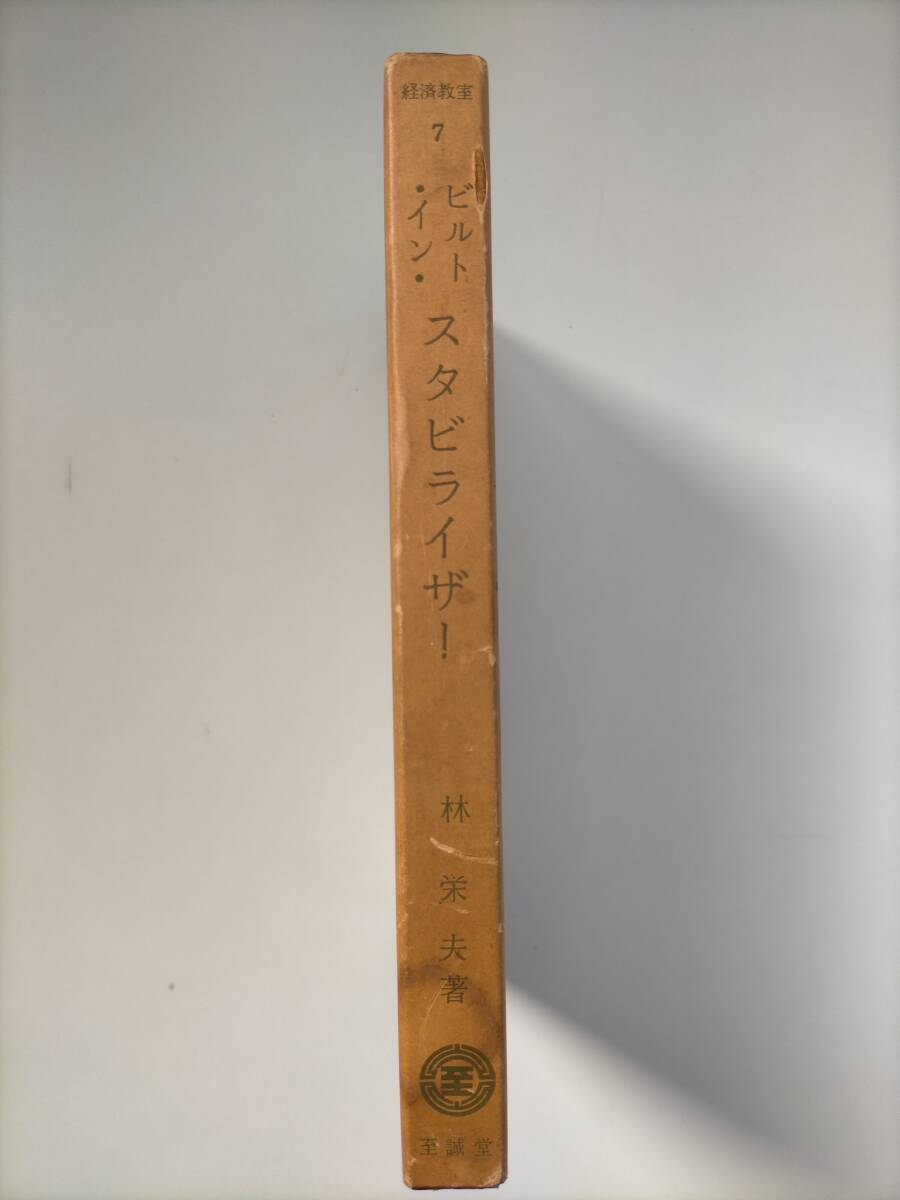 経済教室
7
ビルト
・イン・
スタビライザー
林 栄夫著
至
至誠堂